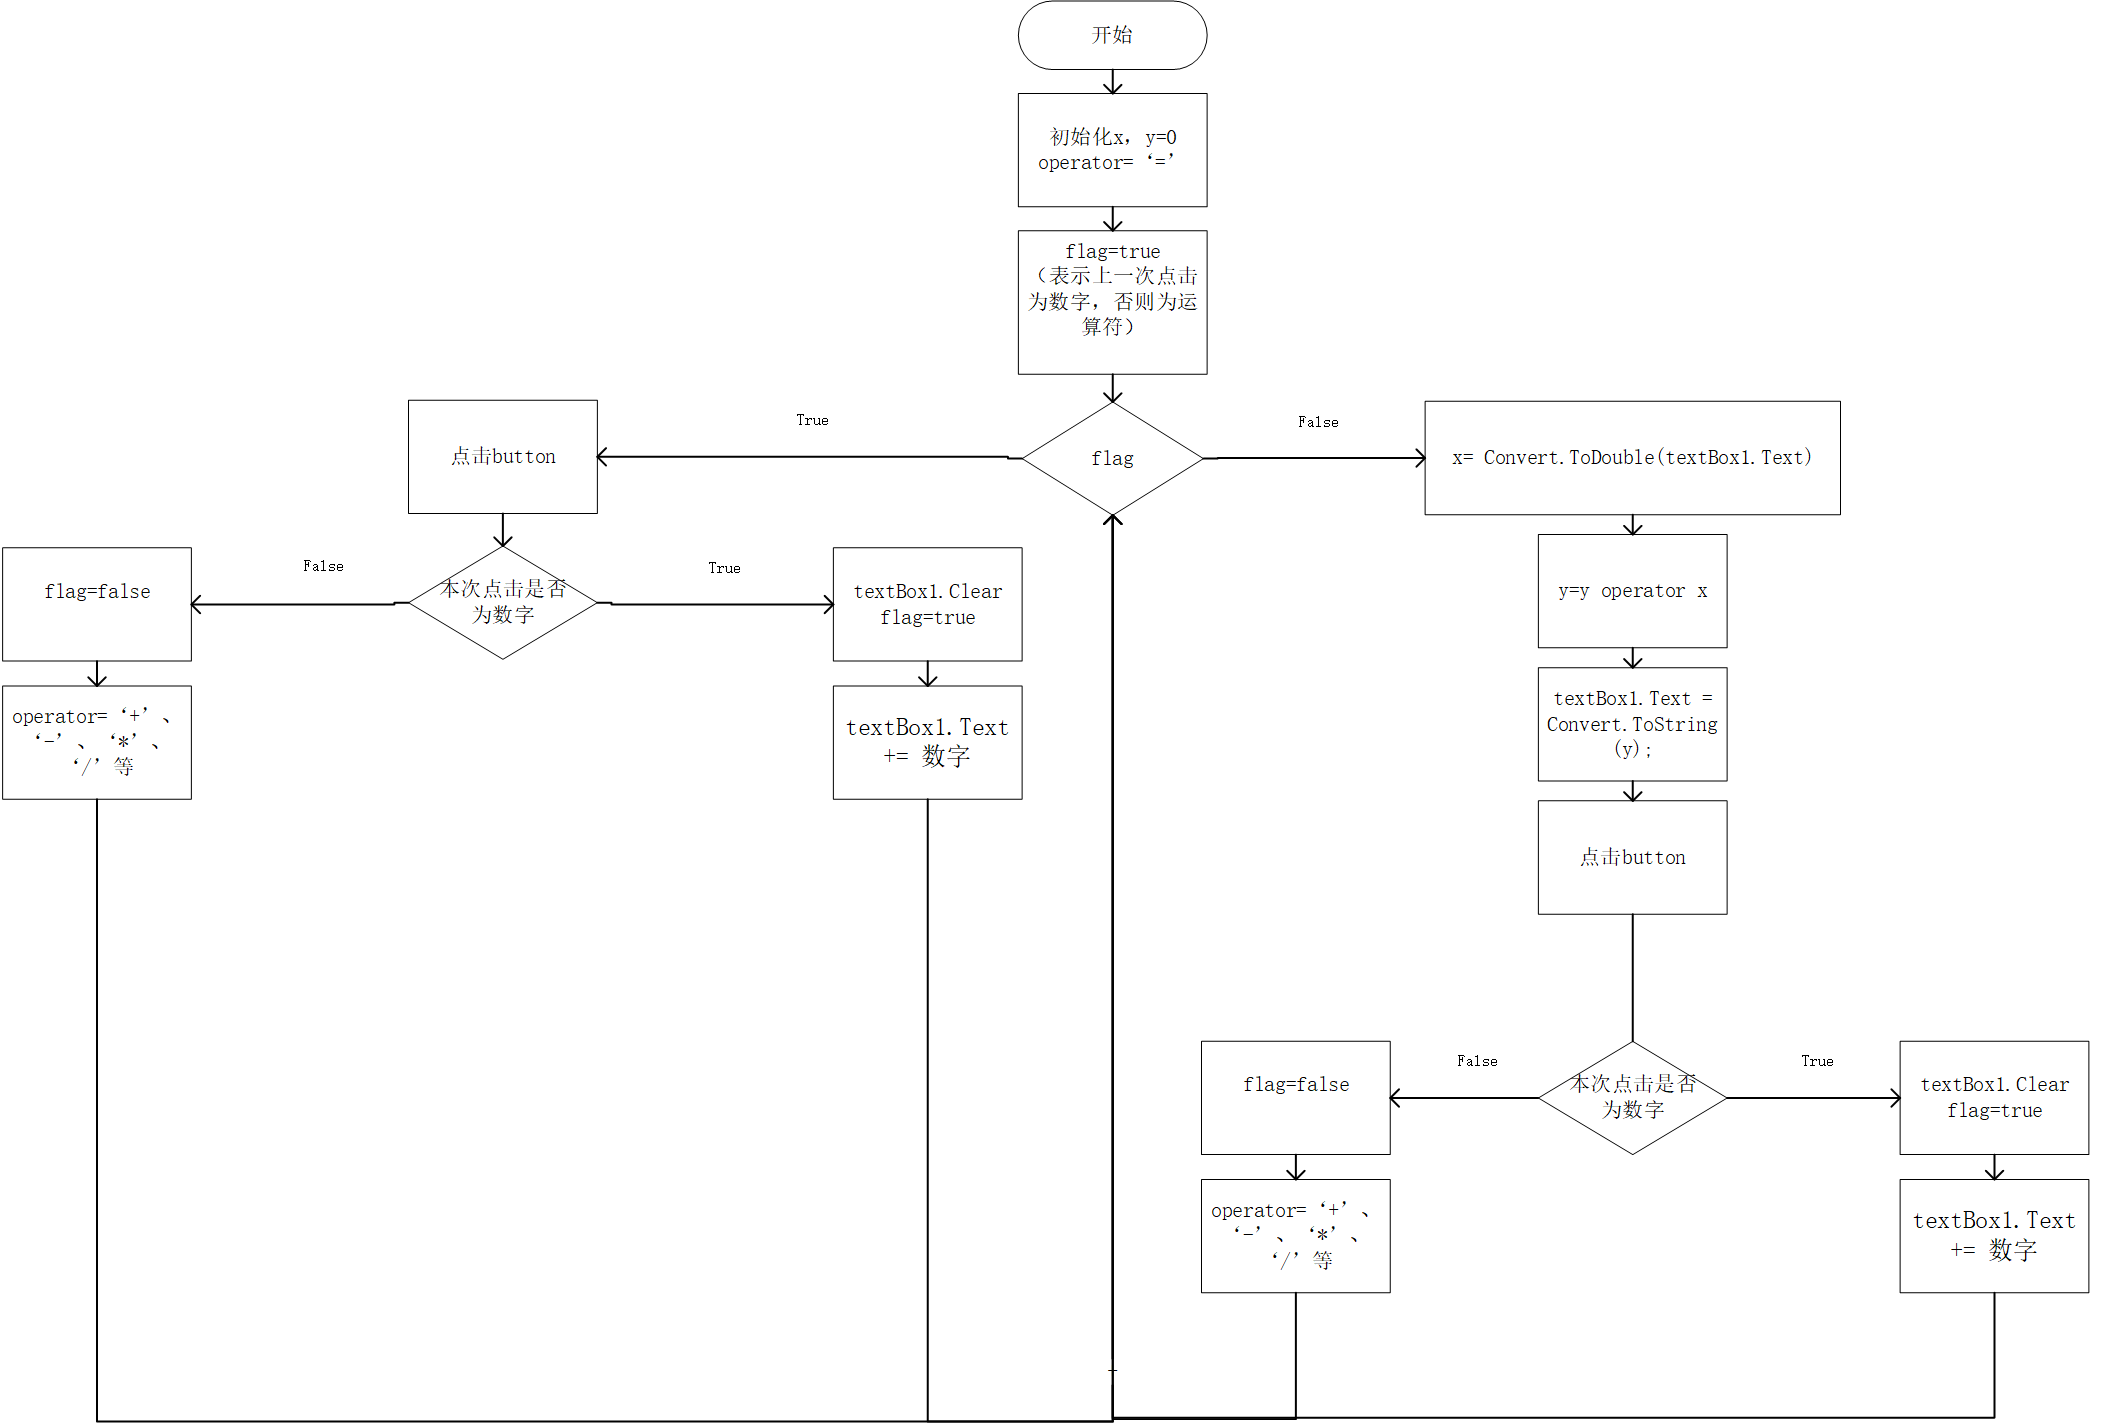 开始
初始化x，y=0
operator=‘=’
flag=true
（表示上一次点击
为数字，否则为运
算符）
flag
True
False
点击button
本次点击是否
为数字
False
True
flag=false
operator=‘+’、
‘-’、‘*’、
‘/’等
textBox1.Clear
flag=true
textBox1.Text
+= 数字
x= Convert.ToDouble(textBox1.Text)
y=y operator x
textBox1.Text =
Convert.ToString
(y);
点击button
本次点击是否
为数字
False
True
flag=false
operator=‘+’、
‘-’、‘*’、
‘/’等
textBox1.Clear
flag=true
textBox1.Text
+= 数字